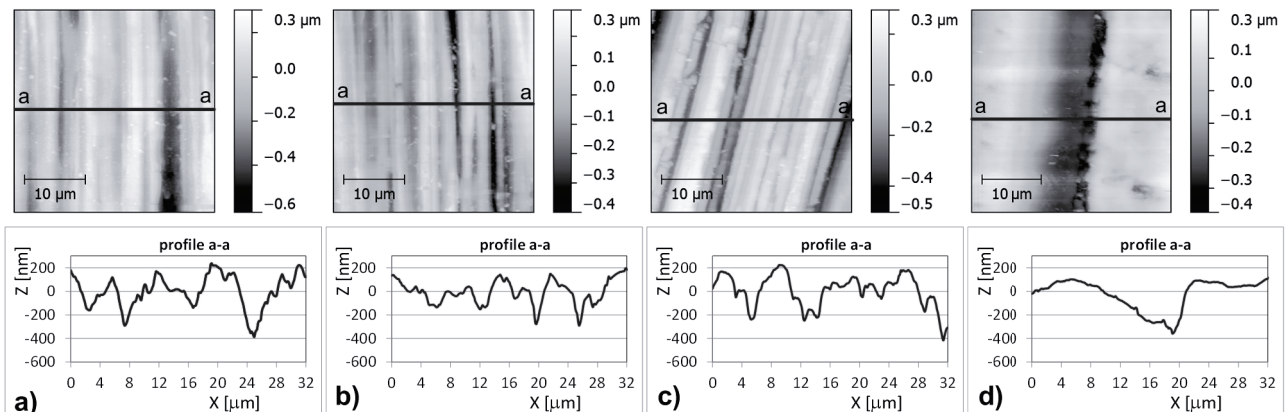 0.3 µm
0.0
−0.2
−0.4
−0.6
a
a
10 µm
0.3 µm
0.1
0.0
−0.1
−0.2
−0.3
−0.4
a
a
10 µm
0.3 µm
0.0
−0.2
−0.4
−0.5
a
a
10 µm
0.3 µm
0.1
0.0
−0.1
−0.2
−0.3
−0.4
a
a
10 µm
profile a-a
Z [nm]
200
0
-200
-400
-600
0 4 8 12 16 20 24 28 32
X [µm]
a)
profile a-a
Z [nm]
200
0
-200
-400
-600
0 4 8 12 16 20 24 28 32
X [µm]
b)
profile a-a
Z [nm]
200
0
-200
-400
-600
0 4 8 12 16 20 24 28 32
X [µm]
c)
profile a-a
Z [nm]
200
0
-200
-400
-600
0 4 8 12 16 20 24 28 32
X [µm]
d)